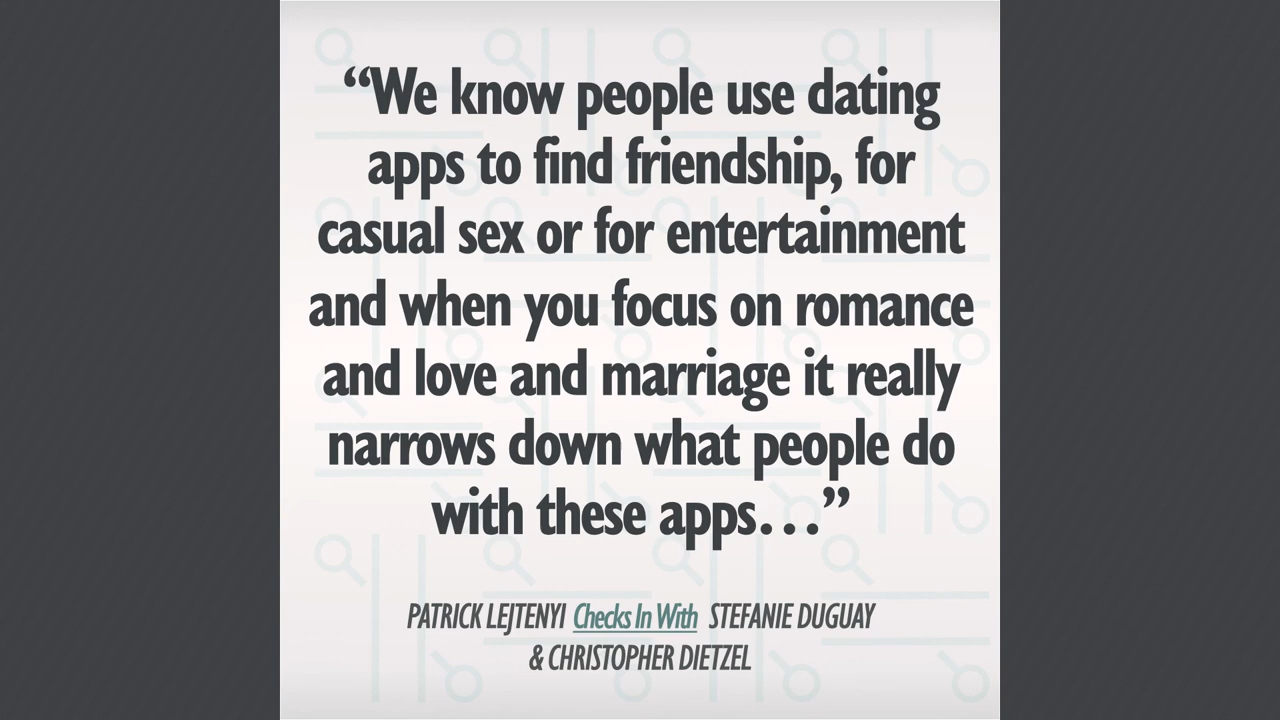 “We know people use dating
apps to find friendship, for
casual sex or for entertainment
and when you focus on romance
and love and marriage it really
narrows down what people do
with these apps…”
PATRICK LEJTENYI Checks In With STEFANIE DUGUAY
& CHRISTOPHER DIETZEL